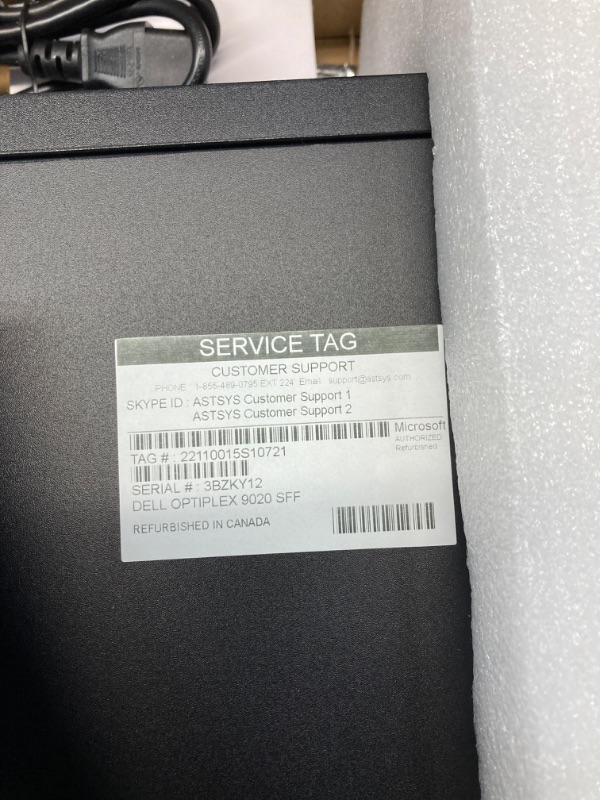 SERVICE TAG
CUSTOMER SUPPORT
PHONE : 1-855-469-0795 EXT 224 Email : support@astsys.com
SKYPE ID : ASTSYS Customer Support 1
ASTSYS Customer Support 2
Microsoft
AUTHORIZED
Refurbished
TAG # : 22110015S10721
SERIAL # : 3BZKY12
DELL OPTIPLEX 9020 SFF
REFURBISHED IN CANADA